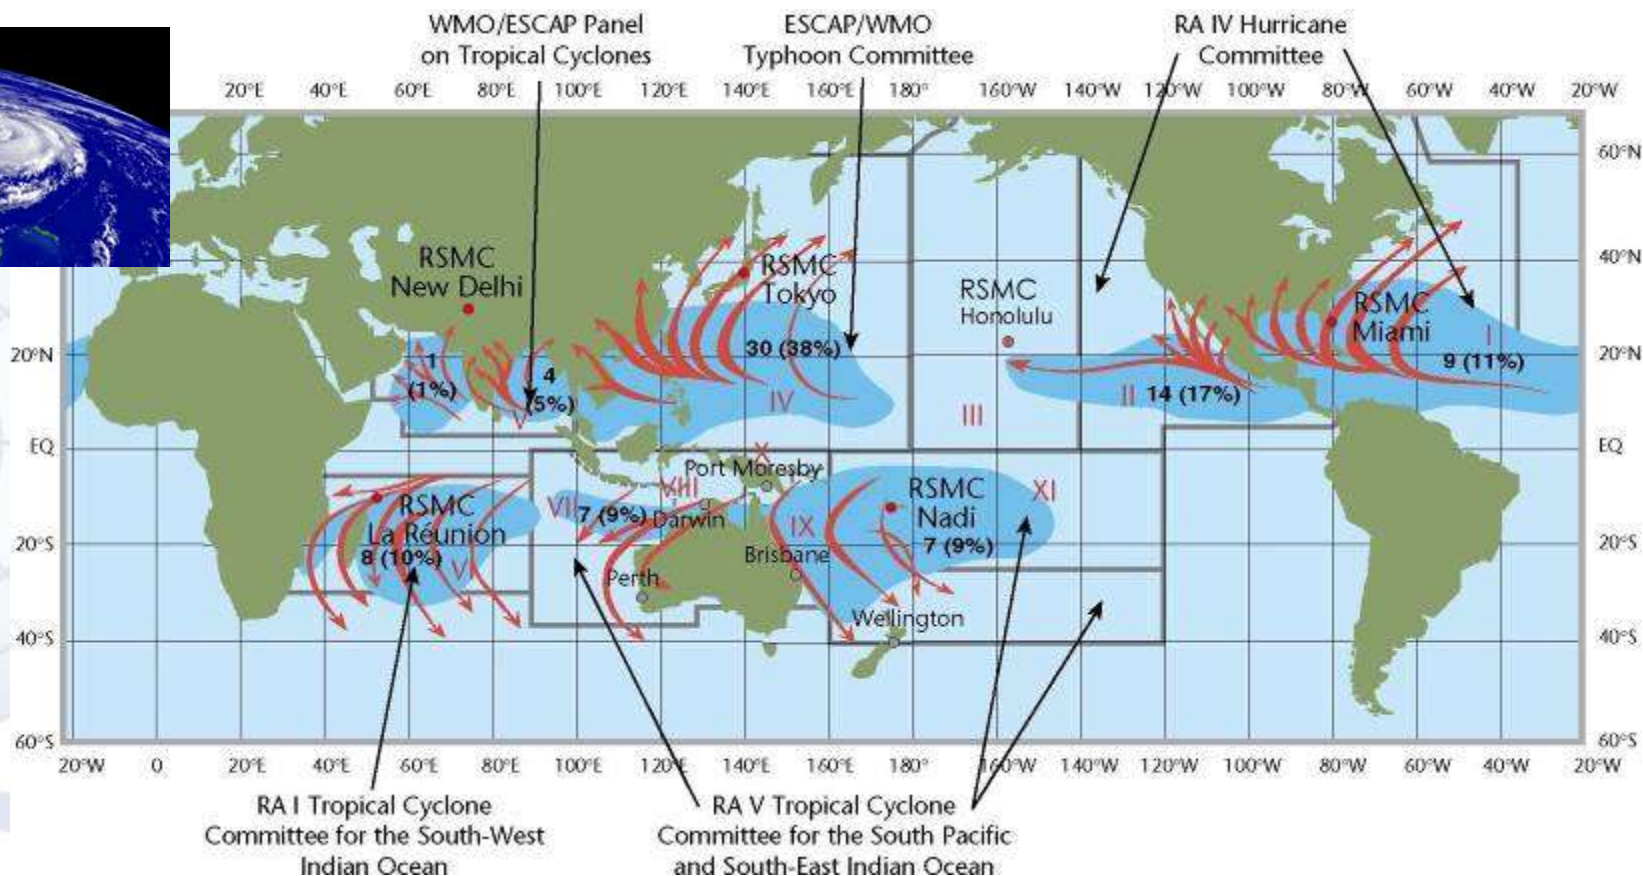 WMO/ESCAP Panel
on Tropical Cyclones
ESCAP/WMO
Typhoon Committee
RA IV Hurricane
Committee
20°E 40°E 60°E 80°E 100°E 120°E 140°E 160°E 180° 160°W 140°W 120°W 100°W 80°W 60°W 40°W 20°W
60°N
40°N
20°N 20°N
EQ EQ
20°S 20°S
40°S 40°S
60°S 60°S
RSMC
New Delhi
RSMC
Tokyo
RSMC
Honolulu
RSMC
Miami
1
(1%)
4
(5%)
V
30 (38%)
IV
III
II 14 (17%)
I
9 (11%)
X
Port Moresby
VIII
VII
7 (9%)
Darwin
IX
Brisbane
Perth
Wellington
RSMC
Nadi
7 (9%)
XI
RSMC
La Réunion
8 (10%)
V
20°W 0 20°E 40°E 60°E 80°E 100°E 120°E 140°E 160°E 180° 160°W 140°W 120°W 100°W 80°W 60°W 40°W 20°W
RA I Tropical Cyclone
Committee for the South-West
Indian Ocean
RA V Tropical Cyclone
Committee for the South Pacific
and South-East Indian Ocean